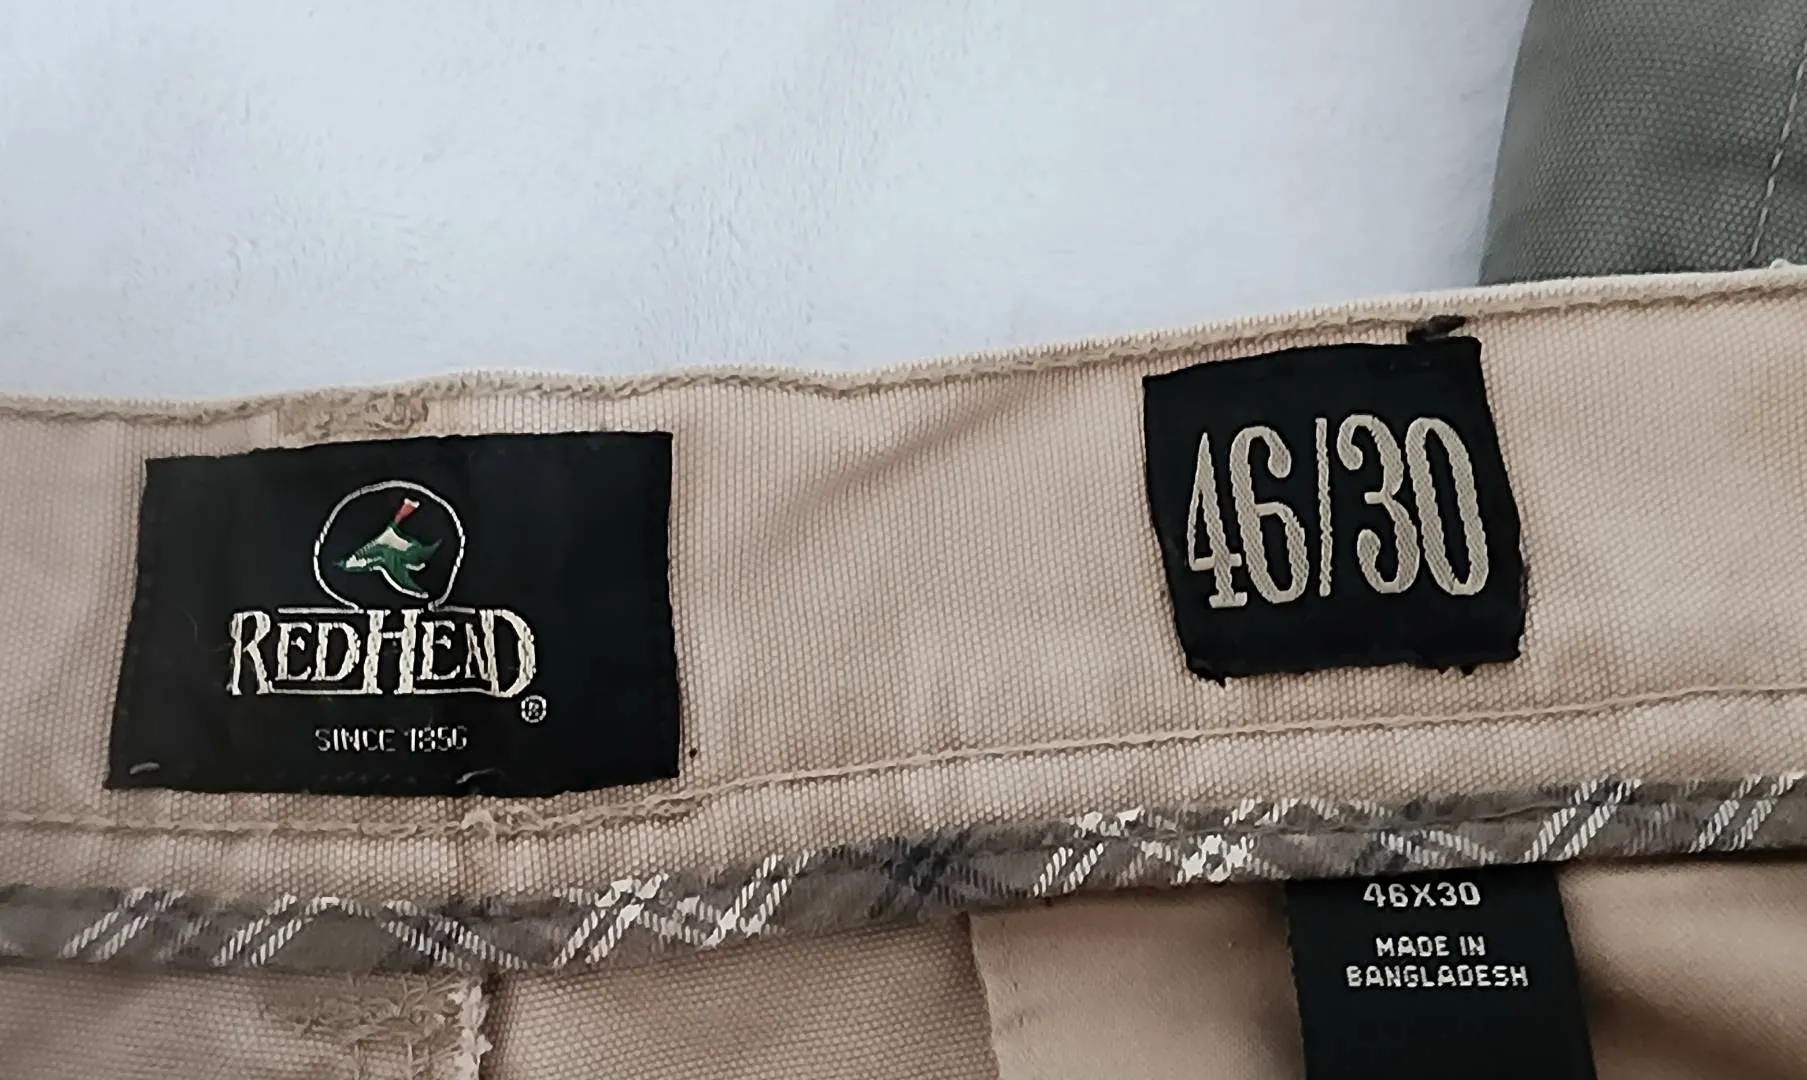 REDHEAD
®
SINCE 1856
46/30
46X30
MADE IN
BANGLADESH